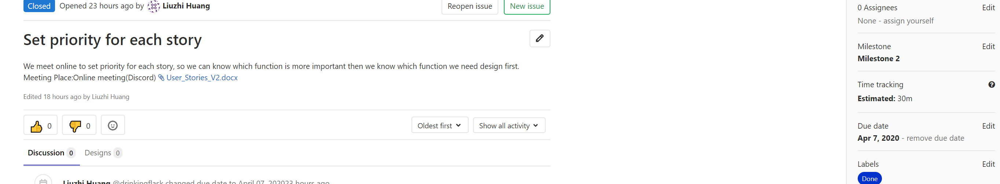 Closed Opened 23 hours ago by Liuzhi Huang
Reopen issue
New issue
Set priority for each story
We meet online to set priority for each story, so we can know which function is more important then we know which function we need design first.
Meeting Place:Online meeting(Discord) User_Stories_V2.docx
Edited 18 hours ago by Liuzhi Huang
0
0
Oldest first
Show all activity
Discussion 0
Designs 0
Liuzhi Huang @drinkingflask changed due date to April 07, 202023 hours ago
0 Assignees
Edit
None - assign yourself
Milestone
Edit
Milestone 2
Time tracking
Estimated: 30m
Due date
Edit
Apr 7, 2020 - remove due date
Labels
Edit
Done